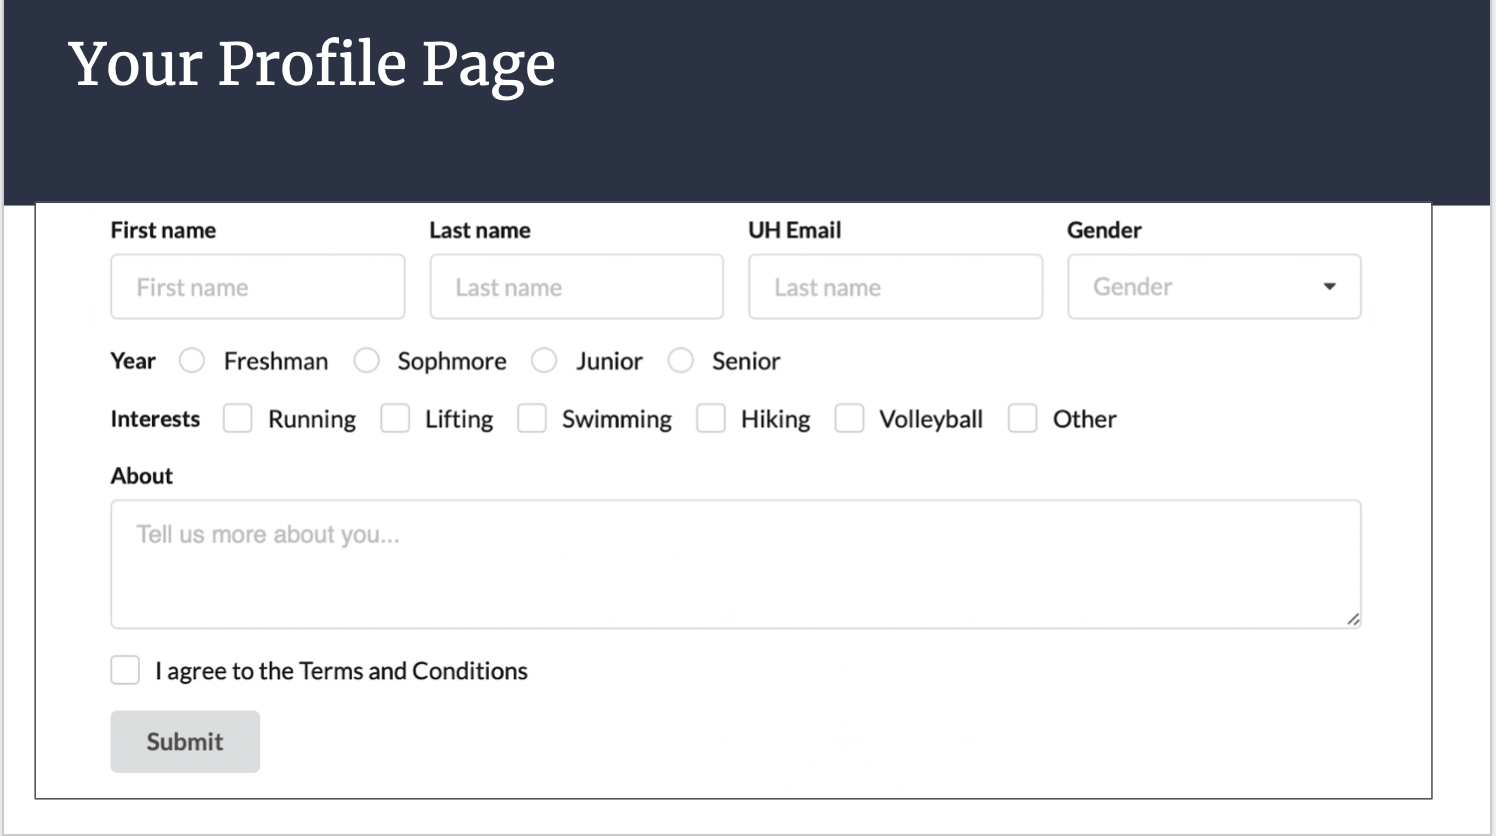 Your Profile Page
First name Last name UH Email Gender
First name Last name Last name Gender
Year Freshman Sophmore Junior Senior
Interests Running Lifting Swimming Hiking Volleyball Other
About
Tell us more about you...
I agree to the Terms and Conditions
Submit